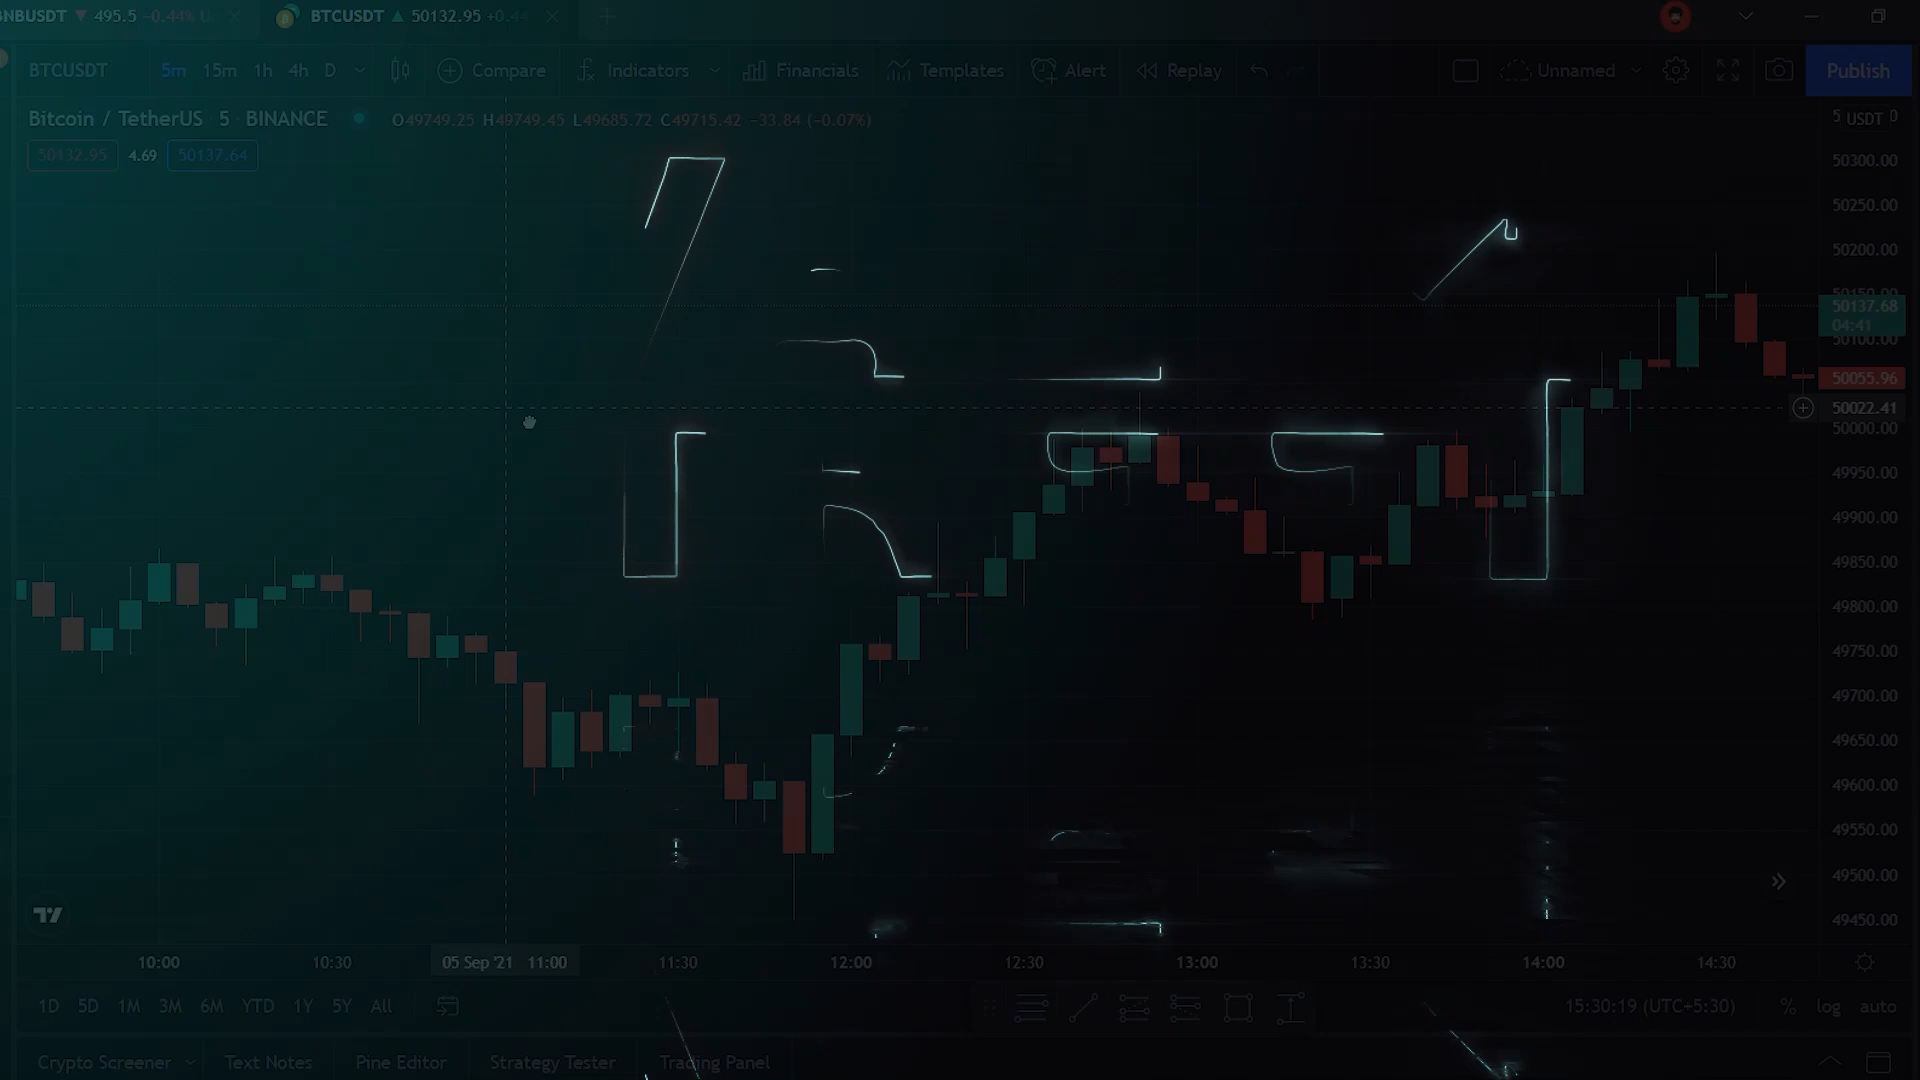 BNBUSDT ▼ 495.5 −0.44%
BTCUSDT ▲ 50132.95 +0.44
BTCUSDT 5m 15m 1h 4h D Compare Indicators Financials Templates Alert Replay Unnamed Publish
Bitcoin / TetherUS · 5 · BINANCE O49749.25 H49749.45 L49685.72 C49715.42 −33.84 (−0.07%)
USDT
50132.95 4.69 50137.64
50300.00
50250.00
50200.00
50150.00
50137.68
04:41
50100.00
50055.96
50022.41
50000.00
49950.00
49900.00
49850.00
49800.00
49750.00
49700.00
49650.00
49600.00
49550.00
49500.00
49450.00
10:00 10:30 05 Sep '21 11:00 11:30 12:00 12:30 13:00 13:30 14:00 14:30
1D 5D 1M 3M 6M YTD 1Y 5Y All 15:30:19 (UTC+5:30) % log auto
Crypto Screener Text Notes Pine Editor Strategy Tester Trading Panel